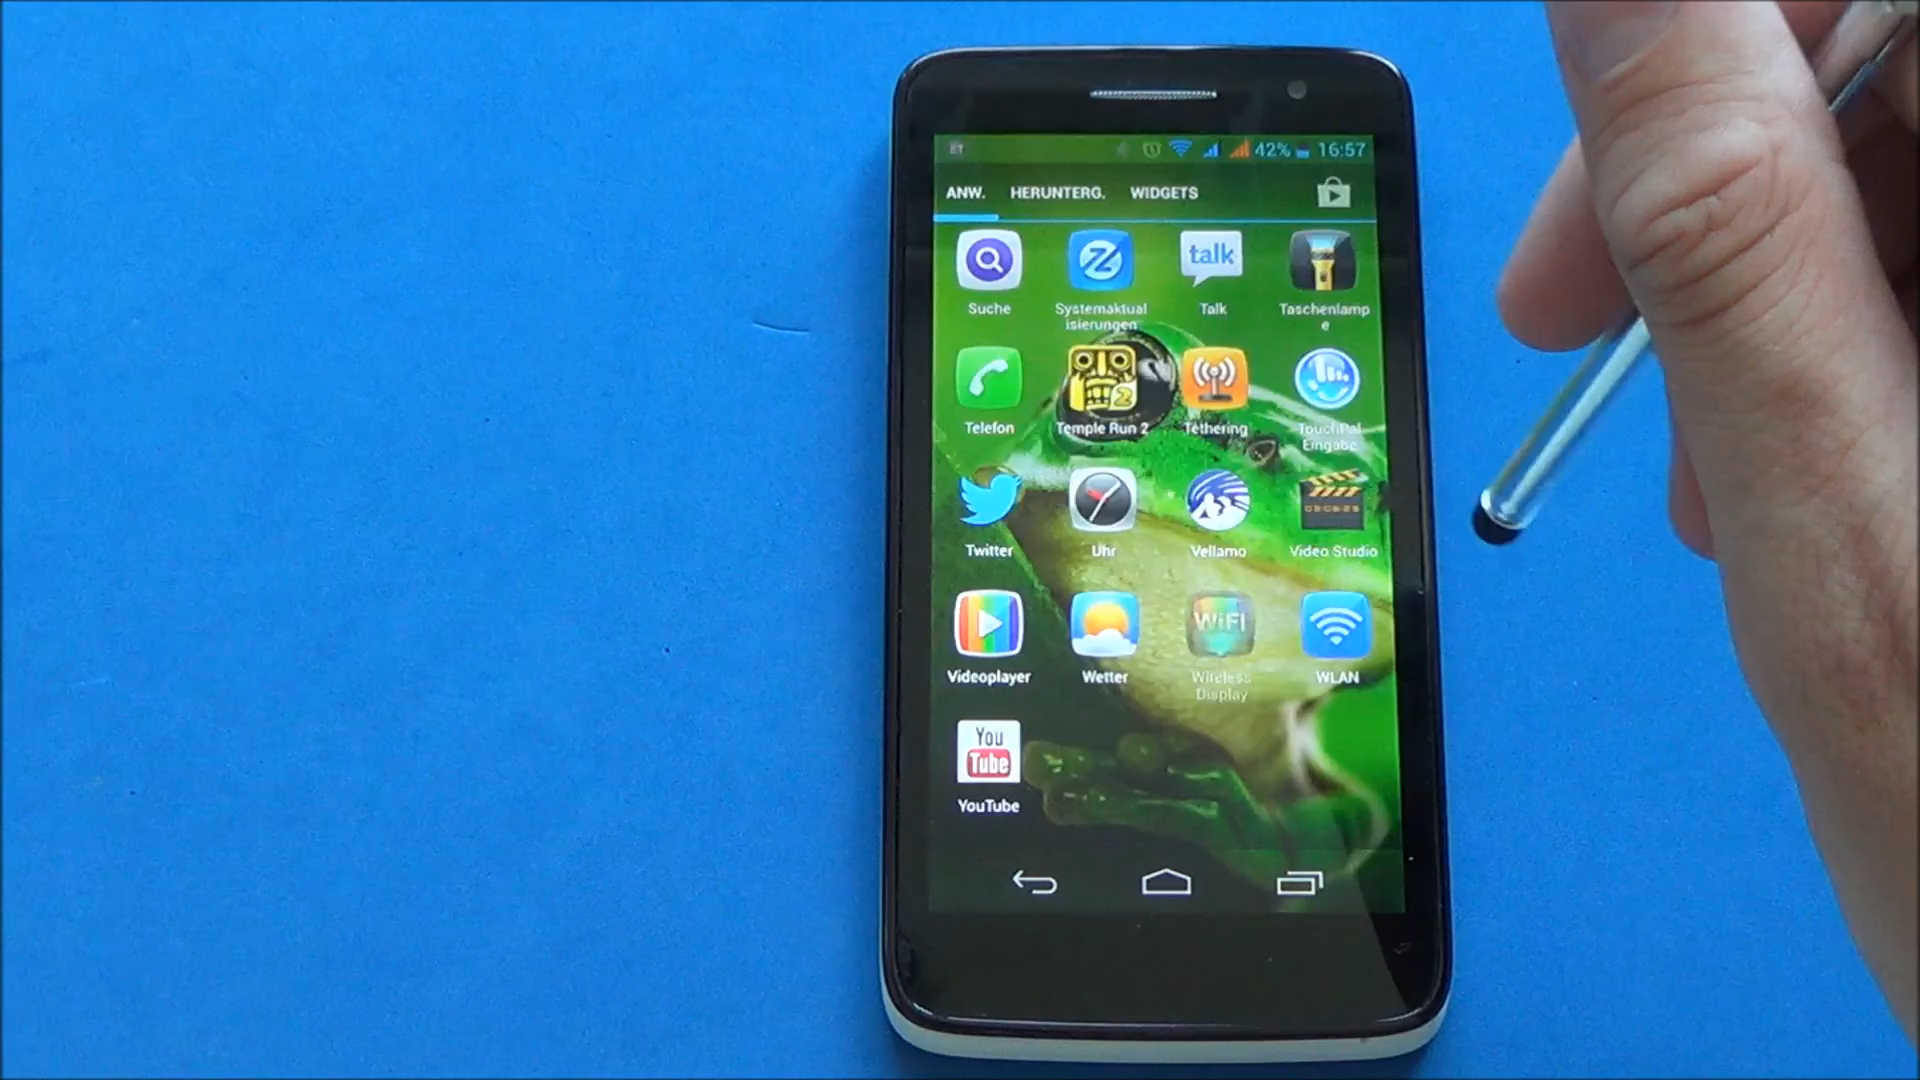 42% 16:57
ANW. HERUNTERG. WIDGETS
talk
Suche Systemaktual Talk Taschenlamp
isierungen e
2
Telefon Temple Run 2 Tethering TouchPal
Eingabe
Twitter Uhr Vellamo Video Studio
WiFi
Videoplayer Wetter Wireless WLAN
Display
You
Tube
YouTube